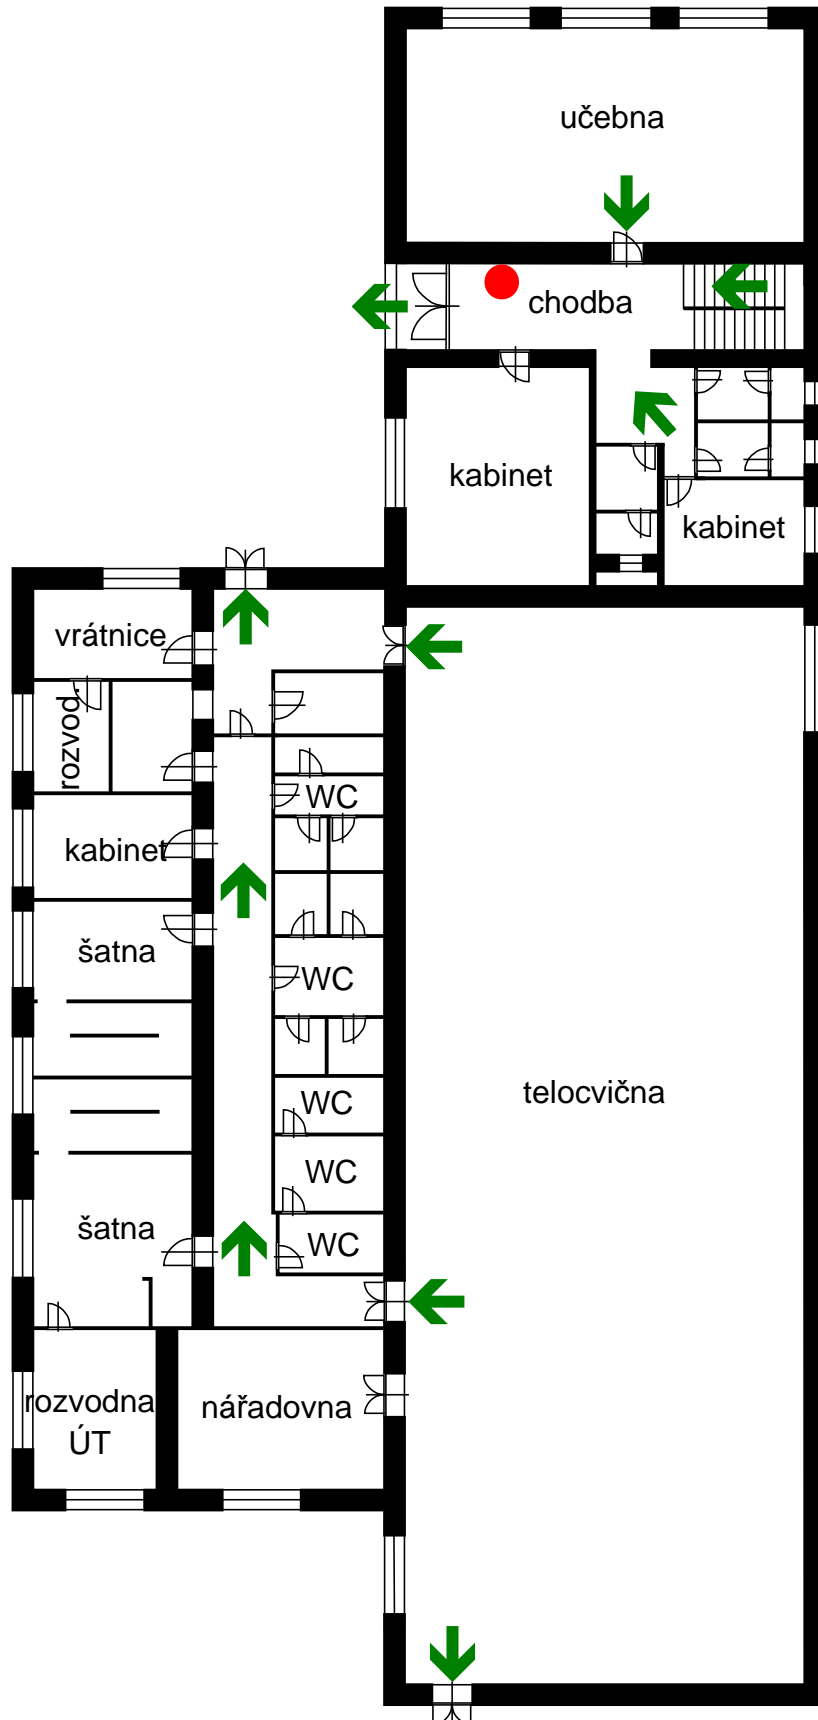 učebna
chodba
kabinet
kabinet
vrátnice
rozvod.
WC
kabinet
šatna
WC
telocvična
WC
WC
šatna
WC
rozvodna
ÚT
nářadovna